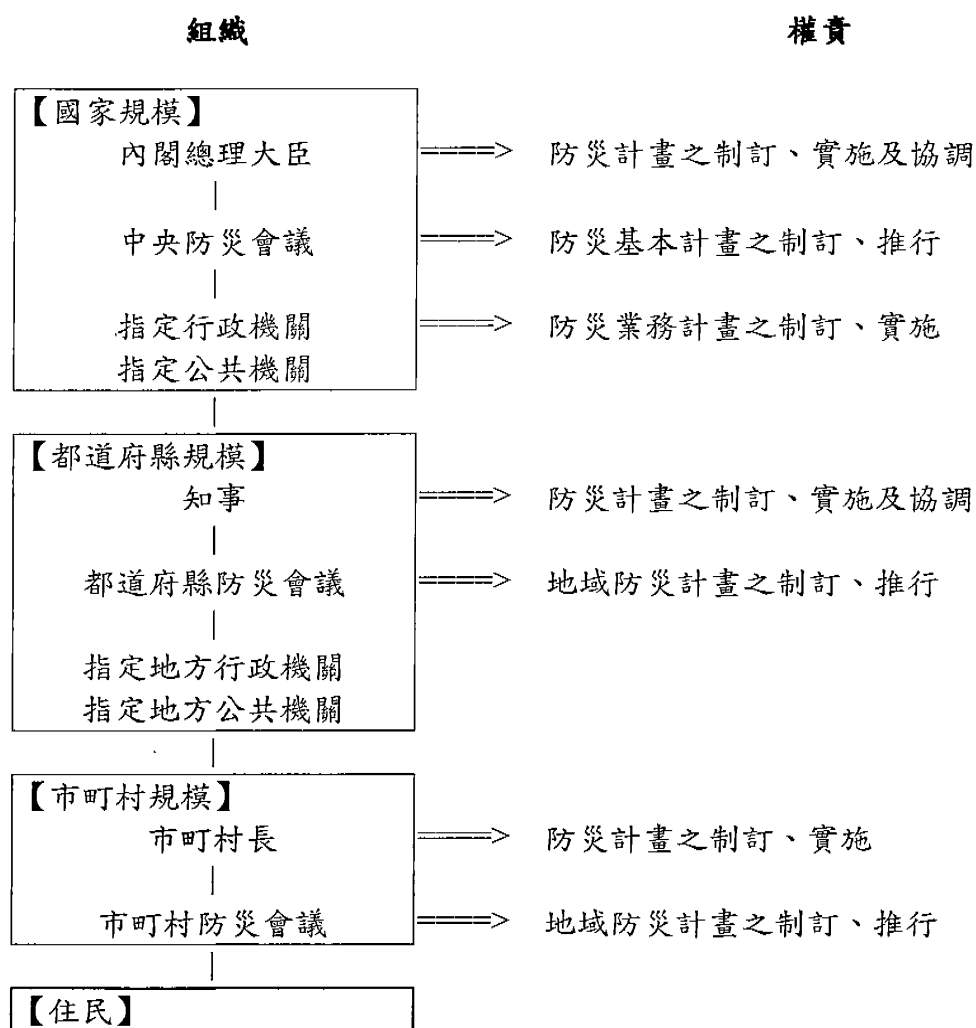 組織 權責
【國家規模】
內閣總理大臣 ====> 防災計畫之制訂、實施及協調
中央防災會議 ====> 防災基本計畫之制訂、推行
指定行政機關 ====> 防災業務計畫之制訂、實施
指定公共機關
【都道府縣規模】
知事 ====> 防災計畫之制訂、實施及協調
都道府縣防災會議 ====> 地域防災計畫之制訂、推行
指定地方行政機關
指定地方公共機關
【市町村規模】
市町村長 ====> 防災計畫之制訂、實施
市町村防災會議 ====> 地域防災計畫之制訂、推行
【住民】